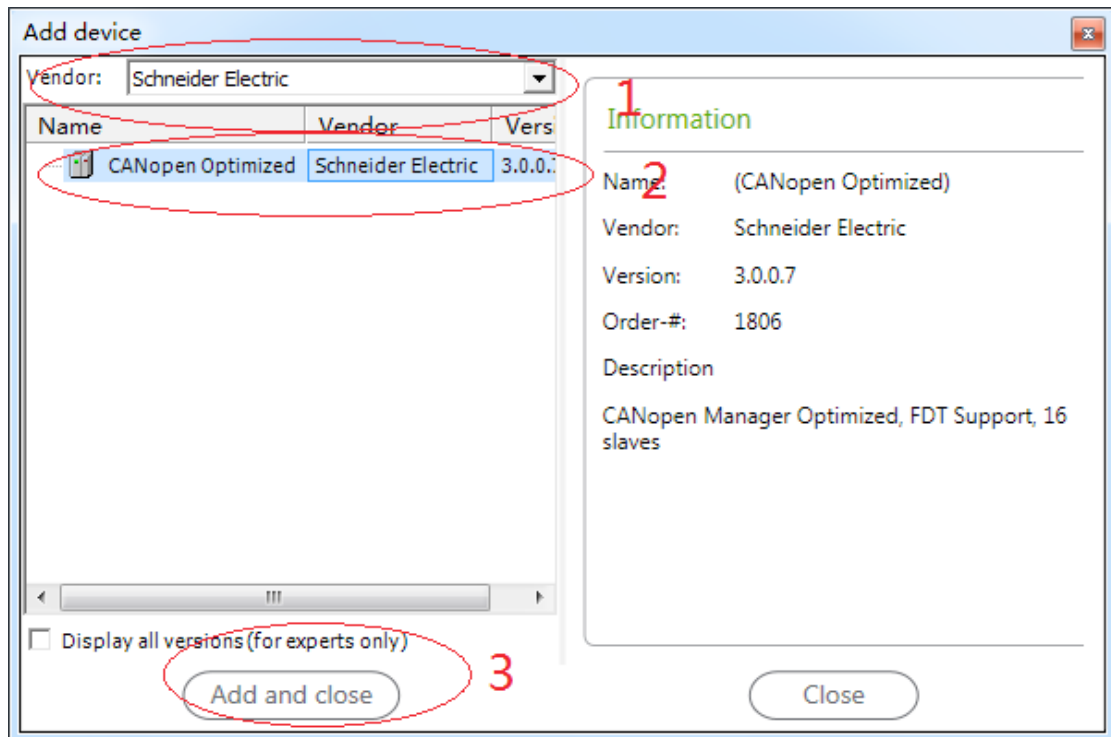 Add device
Vendor: Schneider Electric
Name Vendor Vers
CANopen Optimized Schneider Electric 3.0.0.
Display all versions (for experts only)
Add and close
1
2
3
Information
Name: (CANopen Optimized)
Vendor: Schneider Electric
Version: 3.0.0.7
Order-#: 1806
Description
CANopen Manager Optimized, FDT Support, 16
slaves
Close